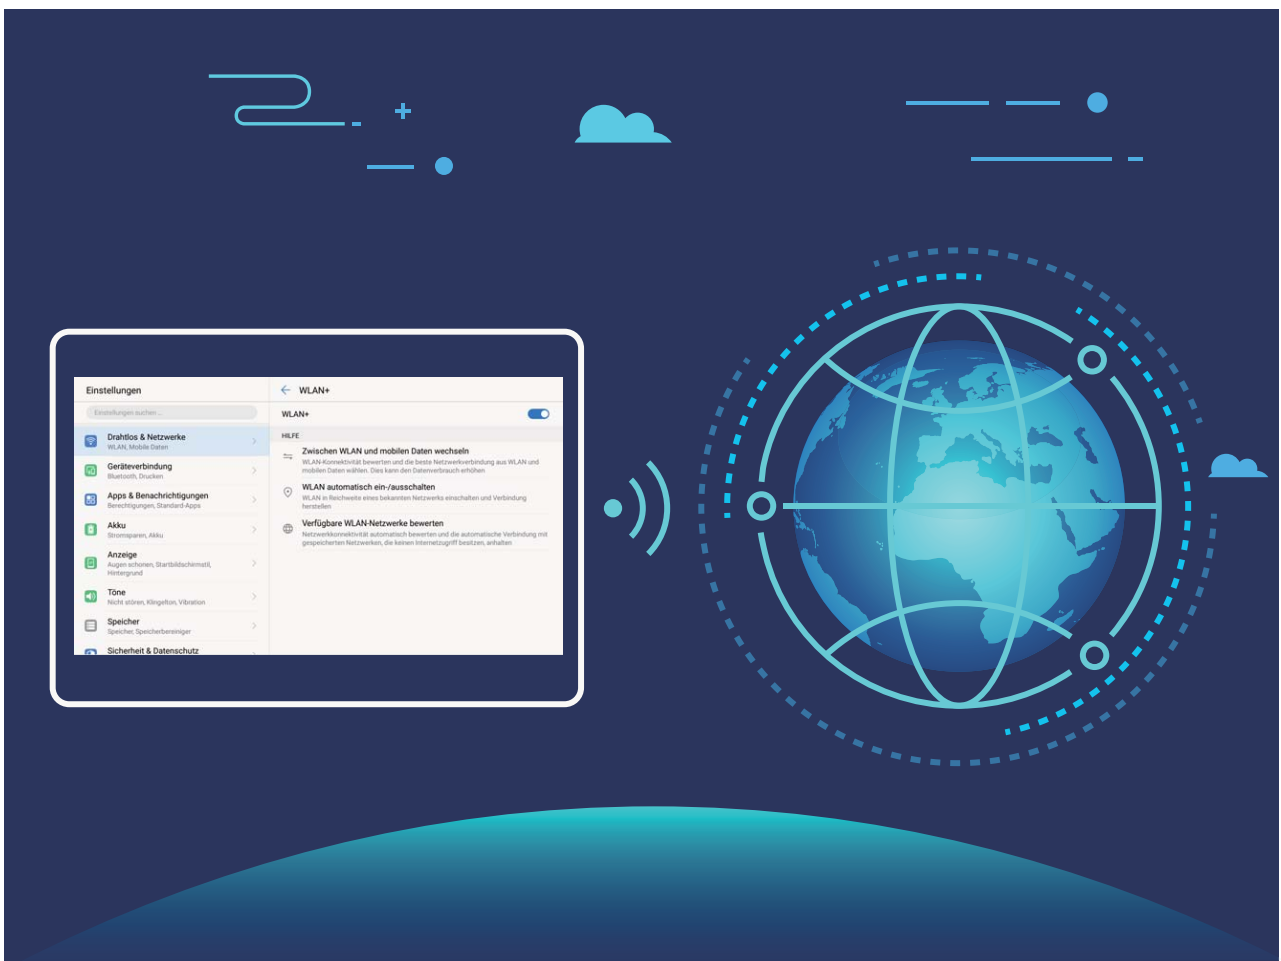 Einstellungen
Einstellungen suchen ...
Drahtlos & Netzwerke
WLAN, Mobile Daten
Geräteverbindung
Bluetooth, Drucken
Apps & Benachrichtigungen
Berechtigungen, Standard-Apps
Akku
Stromsparen, Akku
Anzeige
Augen schonen, Startbildschirmstil,
Hintergrund
Töne
Nicht stören, Klingelton, Vibration
Speicher
Speicher, Speicherbereiniger
Sicherheit & Datenschutz
WLAN+
WLAN+
HILFE
Zwischen WLAN und mobilen Daten wechseln
WLAN-Konnektivität bewerten und die beste Netzwerkverbindung aus WLAN und
mobilen Daten wählen. Dies kann den Datenverbrauch erhöhen
WLAN automatisch ein-/ausschalten
WLAN in Reichweite eines bekannten Netzwerks einschalten und Verbindung
herstellen
Verfügbare WLAN-Netzwerke bewerten
Netzwerkkonnektivität automatisch bewerten und die automatische Verbindung mit
gespeicherten Netzwerken, die keinen Internetzugriff besitzen, anhalten